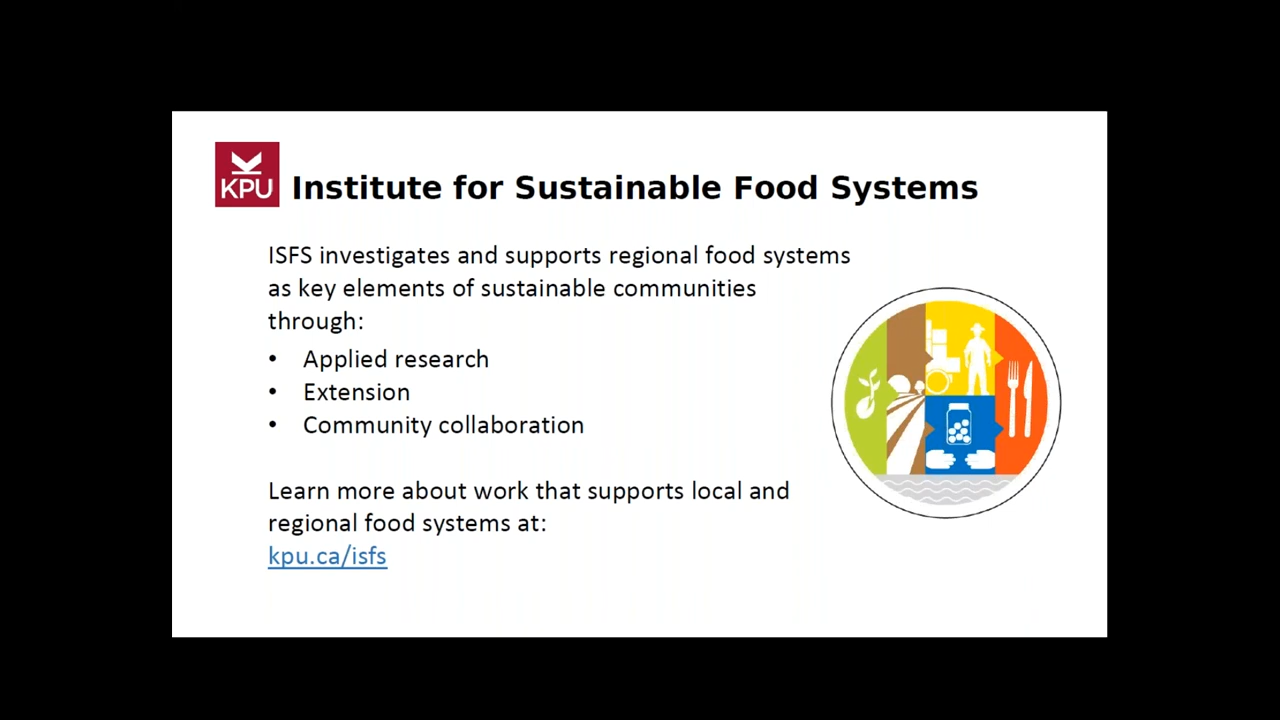 KPU
Institute for Sustainable Food Systems
ISFS investigates and supports regional food systems
as key elements of sustainable communities
through:
• Applied research
• Extension
• Community collaboration
Learn more about work that supports local and
regional food systems at:
kpu.ca/isfs